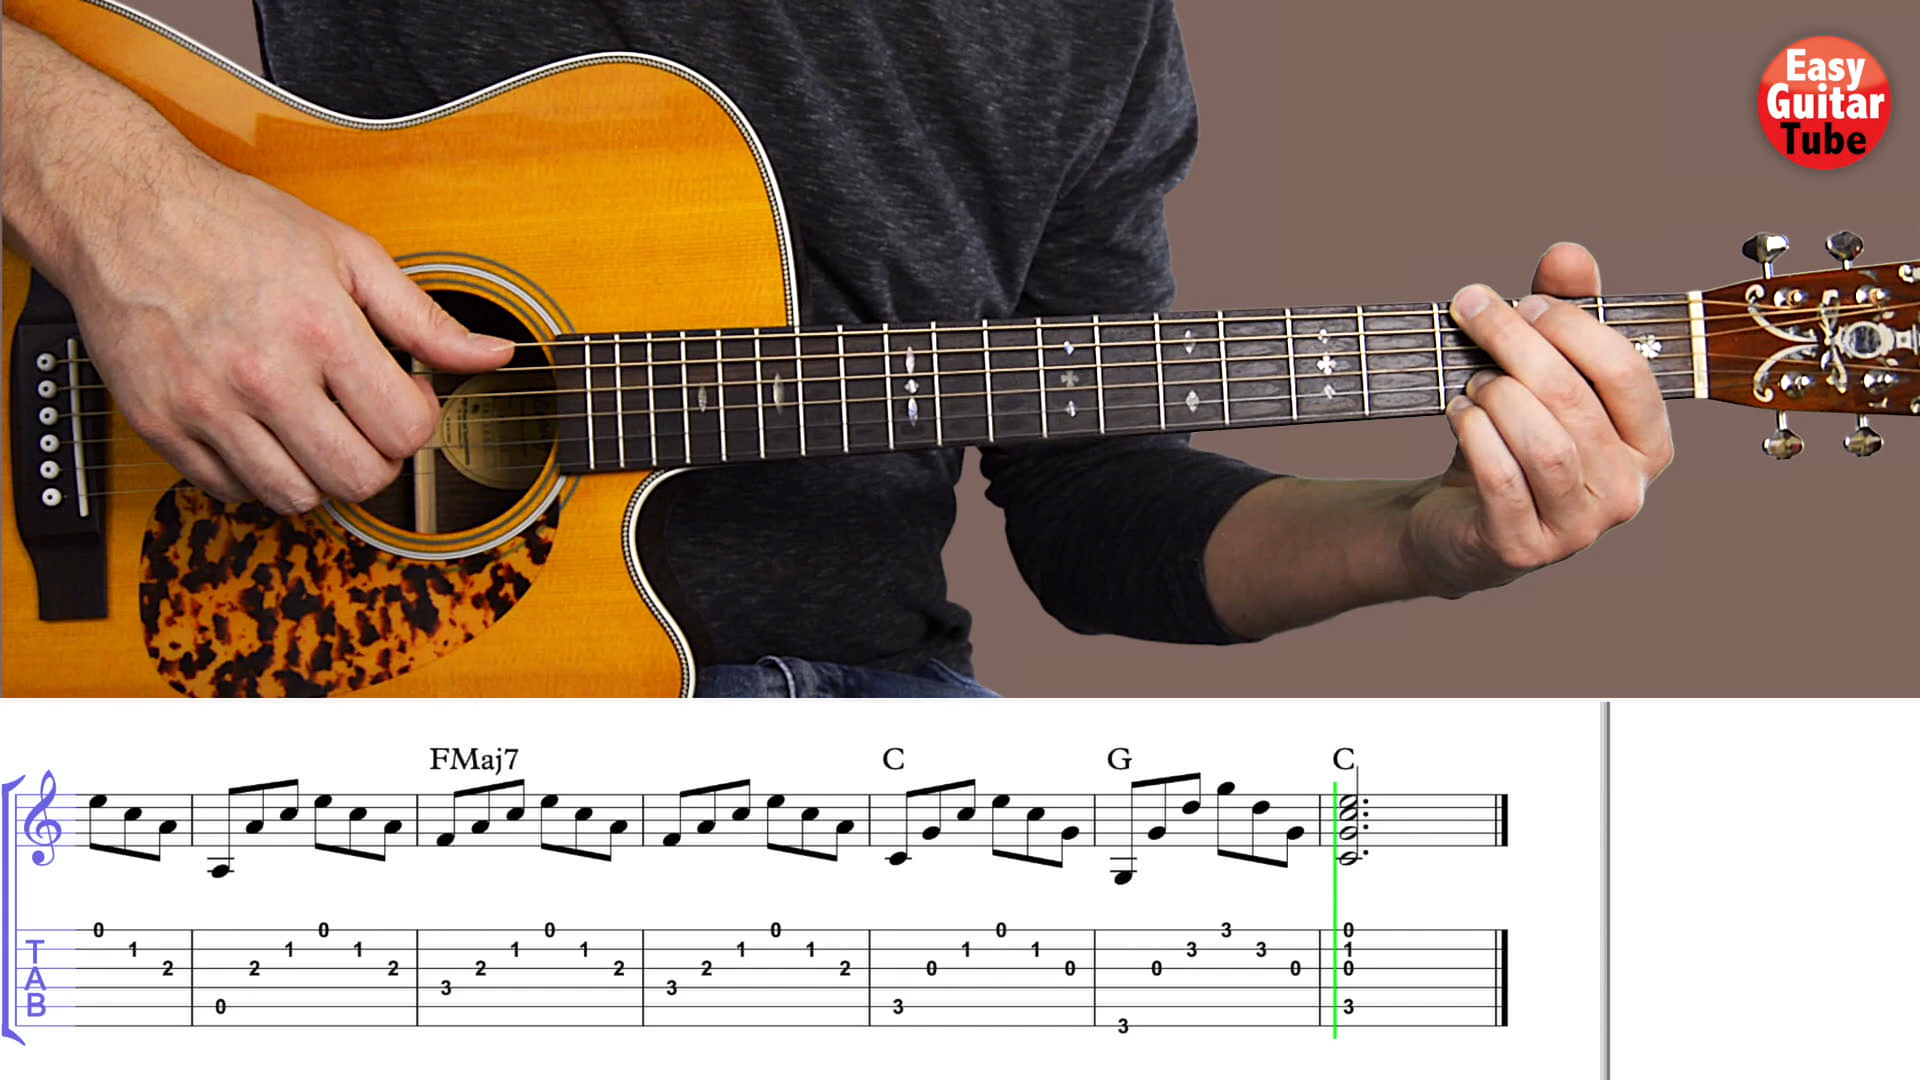 Easy
Guitar
Tube
FMaj7 C G C
0 0 0 0 0 3 0
T 1 1 1 1 1 1 1 1 1 3 3 1
A 2 2 2 2 2 2 2 0 0 0 0 0
3 3
B 0 3 3
3